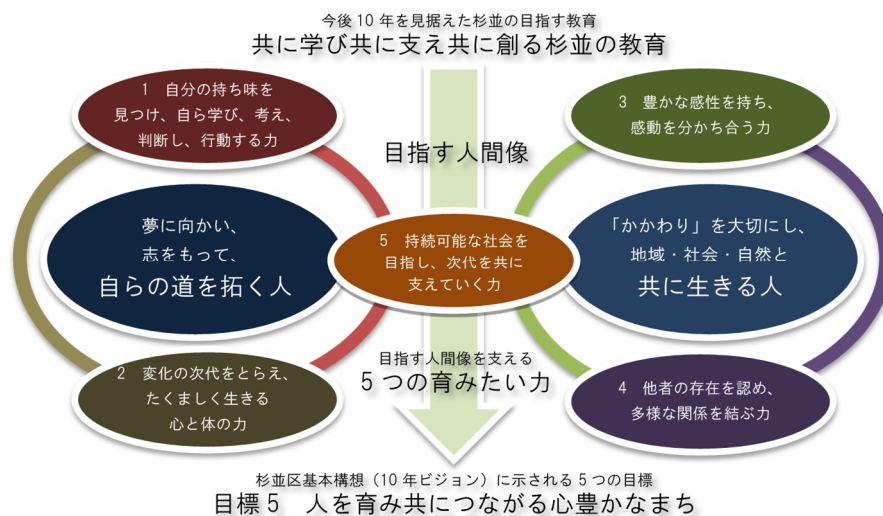 今後10年を見据えた杉並の目指す教育
共に学び共に支え共に創る杉並の教育
1 自分の持ち味を
見つけ、自ら学び、考え、
判断し、行動する力
3 豊かな感性を持ち、
感動を分かち合う力
目指す人間像
夢に向かい、
志をもって、
自らの道を拓く人
5 持続可能な社会を
目指し、次代を共に
支えていく力
「かかわり」を大切にし、
地域・社会・自然と
共に生きる人
目指す人間像を支える
5つの育みたい力
2 変化の次代をとらえ、
たくましく生きる
心と体の力
4 他者の存在を認め、
多様な関係を結ぶ力
杉並区基本構想（10年ビジョン）に示される5つの目標
目標5 人を育み共につながる心豊かなまち